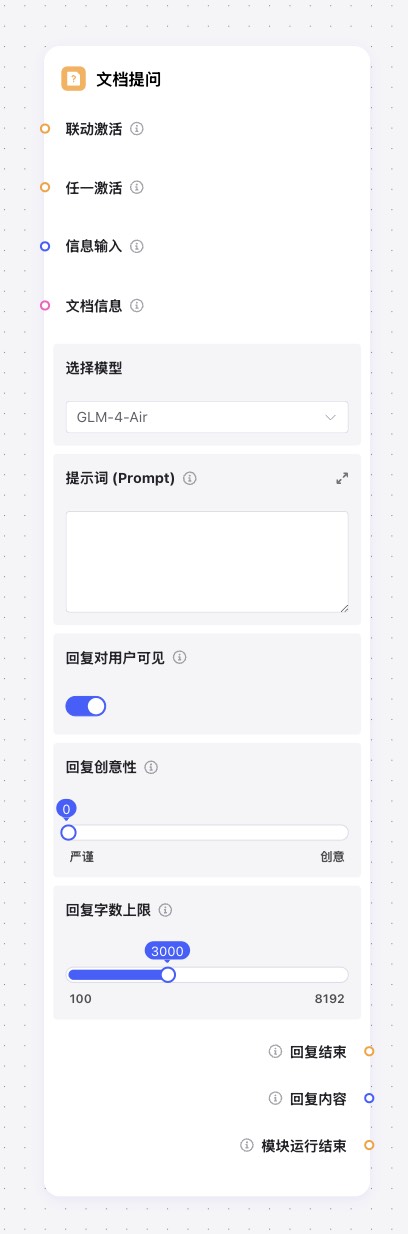 文档提问
联动激活
任一激活
信息输入
文档信息
选择模型
GLM-4-Air
提示词 (Prompt)
回复对用户可见
回复创意性
0
严谨 创意
回复字数上限
3000
100 8192
回复结束
回复内容
模块运行结束